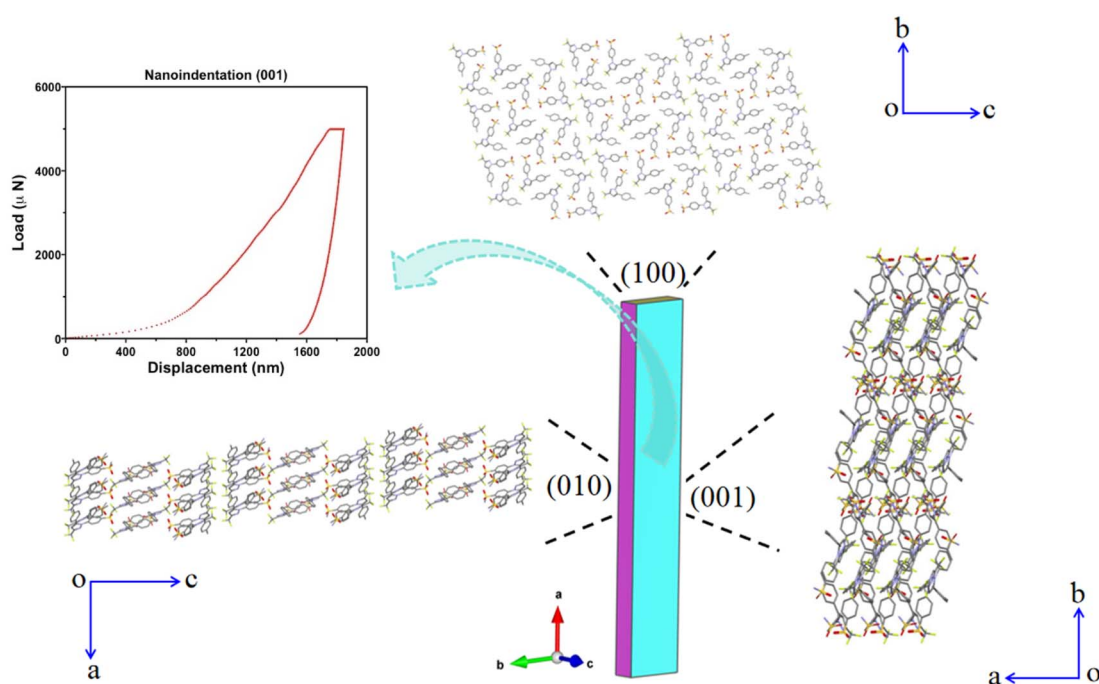 Nanoindentation (001)
6000
4000
2000
0
0 400 800 1200 1600 2000
Load (μ N)
Displacement (nm)
b
o c
(100)
(010)
(001)
o c
a
a
b c
b
a o